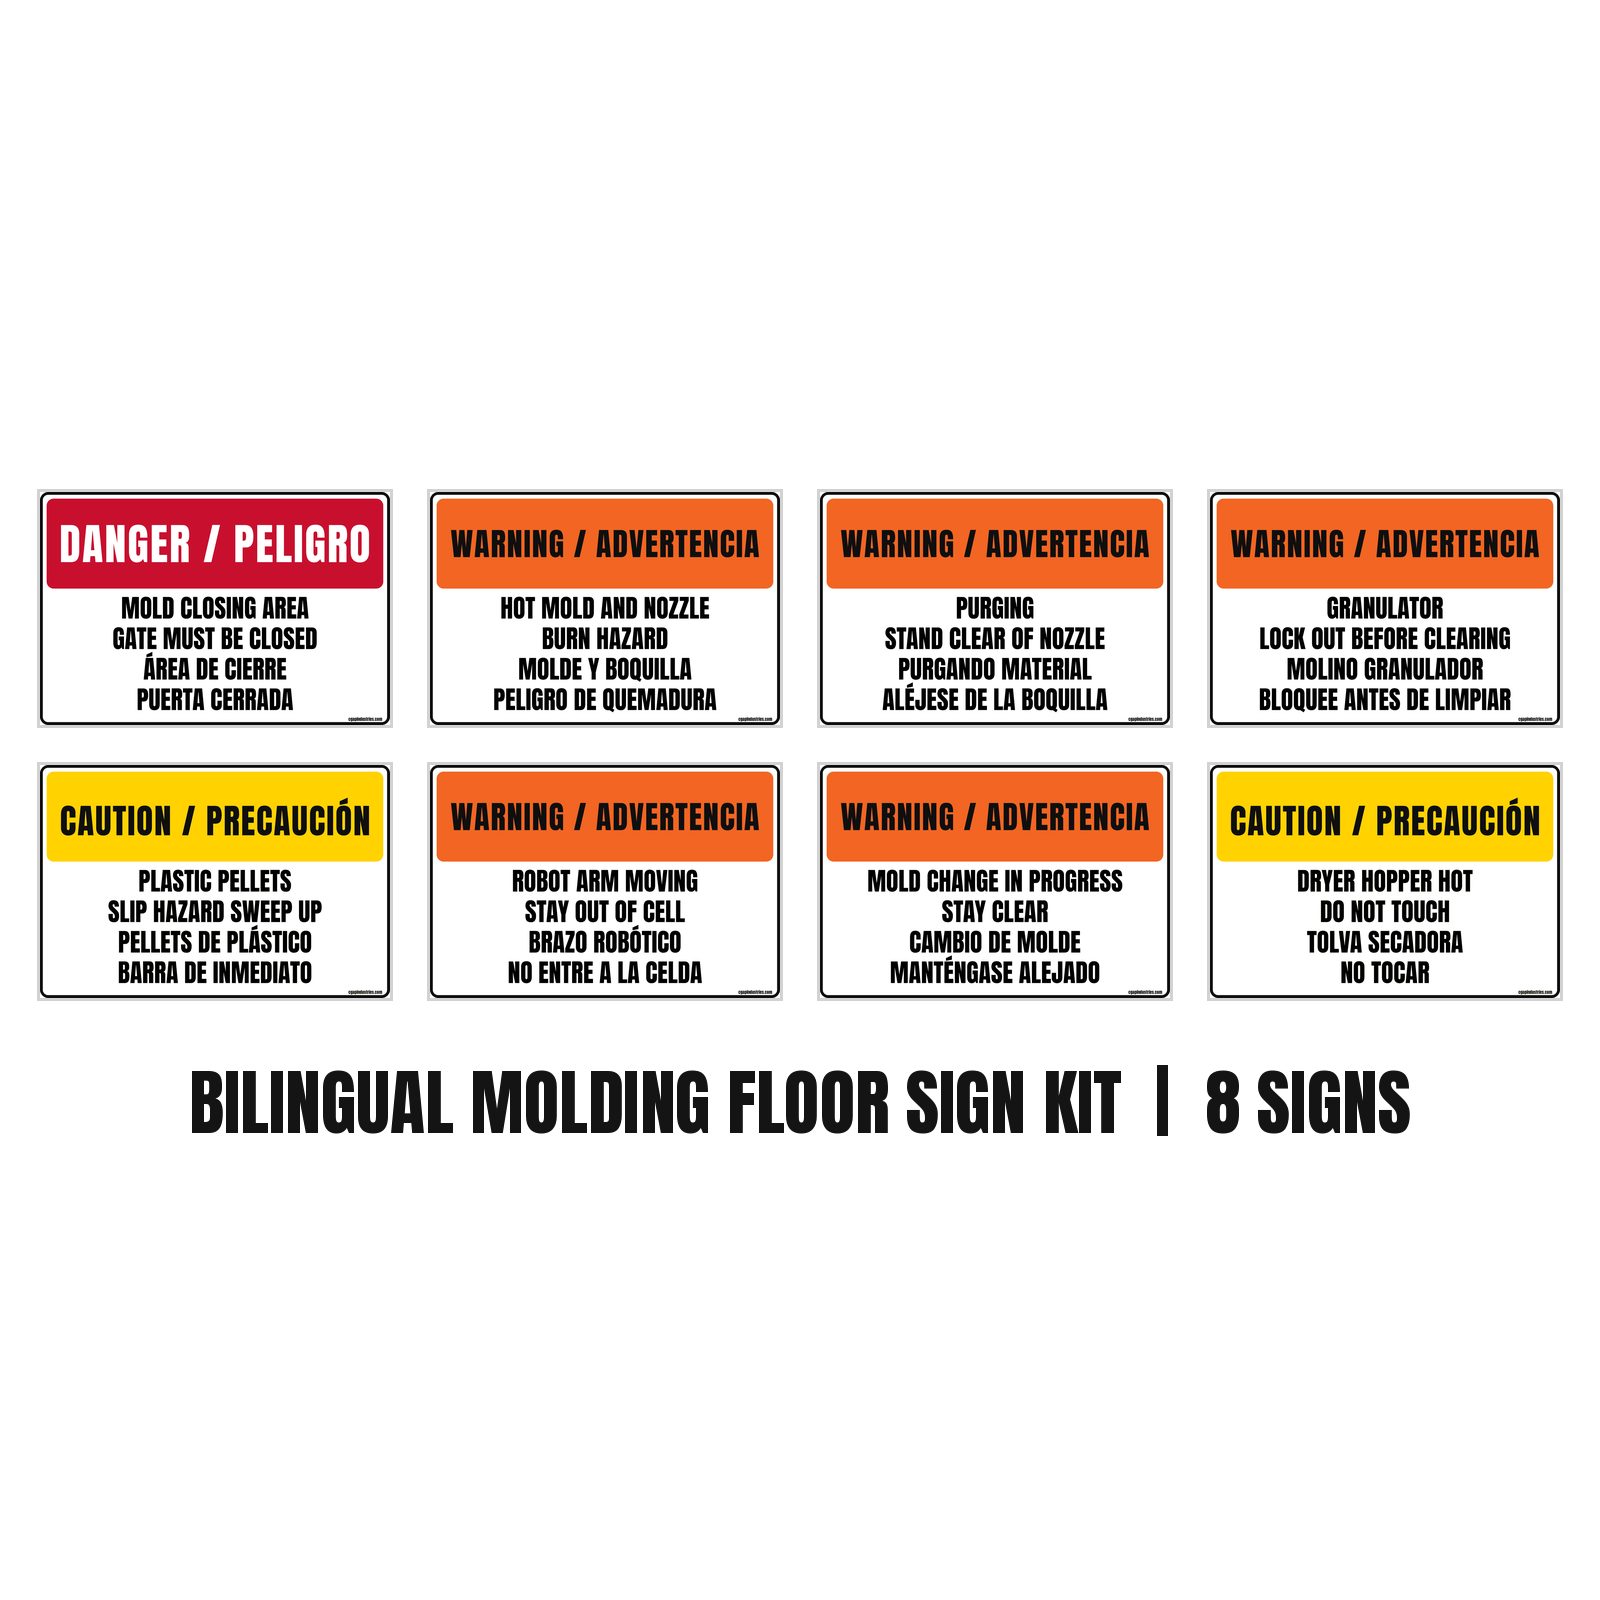 DANGER / PELIGRO
MOLD CLOSING AREA
GATE MUST BE CLOSED
ÁREA DE CIERRE
PUERTA CERRADA
WARNING / ADVERTENCIA
HOT MOLD AND NOZZLE
BURN HAZARD
MOLDE Y BOQUILLA
PELIGRO DE QUEMADURA
WARNING / ADVERTENCIA
PURGING
STAND CLEAR OF NOZZLE
PURGANDO MATERIAL
ALÉJESE DE LA BOQUILLA
WARNING / ADVERTENCIA
GRANULATOR
LOCK OUT BEFORE CLEARING
MOLINO GRANULADOR
BLOQUEE ANTES DE LIMPIAR
CAUTION / PRECAUCIÓN
PLASTIC PELLETS
SLIP HAZARD SWEEP UP
PELLETS DE PLÁSTICO
BARRA DE INMEDIATO
WARNING / ADVERTENCIA
ROBOT ARM MOVING
STAY OUT OF CELL
BRAZO ROBÓTICO
NO ENTRE A LA CELDA
WARNING / ADVERTENCIA
MOLD CHANGE IN PROGRESS
STAY CLEAR
CAMBIO DE MOLDE
MANTÉNGASE ALEJADO
CAUTION / PRECAUCIÓN
DRYER HOPPER HOT
DO NOT TOUCH
TOLVA SECADORA
NO TOCAR
BILINGUAL MOLDING FLOOR SIGN KIT | 8 SIGNS